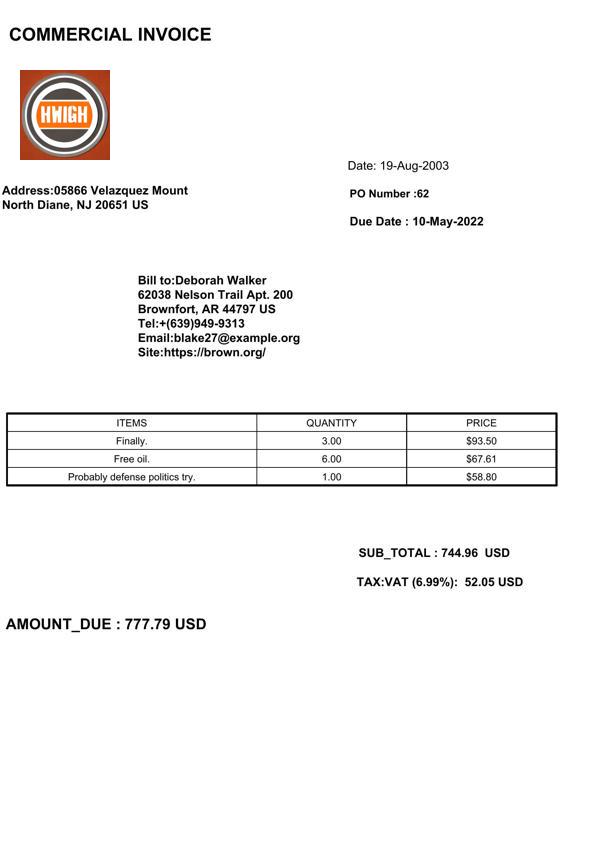 COMMERCIAL INVOICE
HWIGH
Date: 19-Aug-2003
Address:05866 Velazquez Mount
North Diane, NJ 20651 US
PO Number :62
Due Date : 10-May-2022
Bill to:Deborah Walker
62038 Nelson Trail Apt. 200
Brownfort, AR 44797 US
Tel:+(639)949-9313
Email:blake27@example.org
Site:https://brown.org/
ITEMS QUANTITY PRICE
Finally. 3.00 $93.50
Free oil. 6.00 $67.61
Probably defense politics try. 1.00 $58.80
SUB_TOTAL : 744.96 USD
TAX:VAT (6.99%): 52.05 USD
AMOUNT_DUE : 777.79 USD